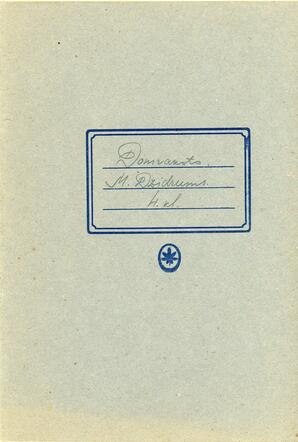 Domraksts.
M. Dzidrums.
4. kl.